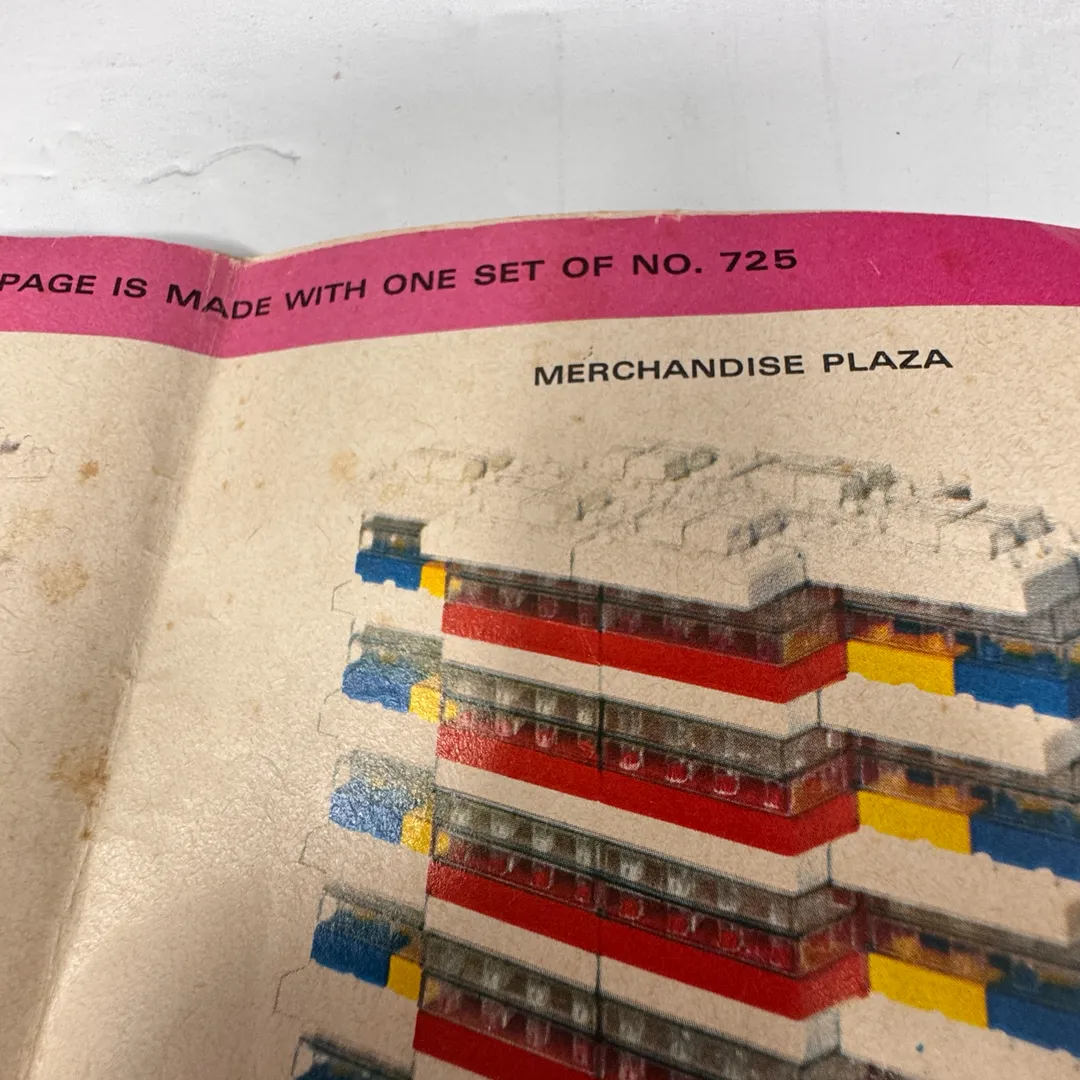 PAGE IS MADE WITH ONE SET OF NO. 725
MERCHANDISE PLAZA